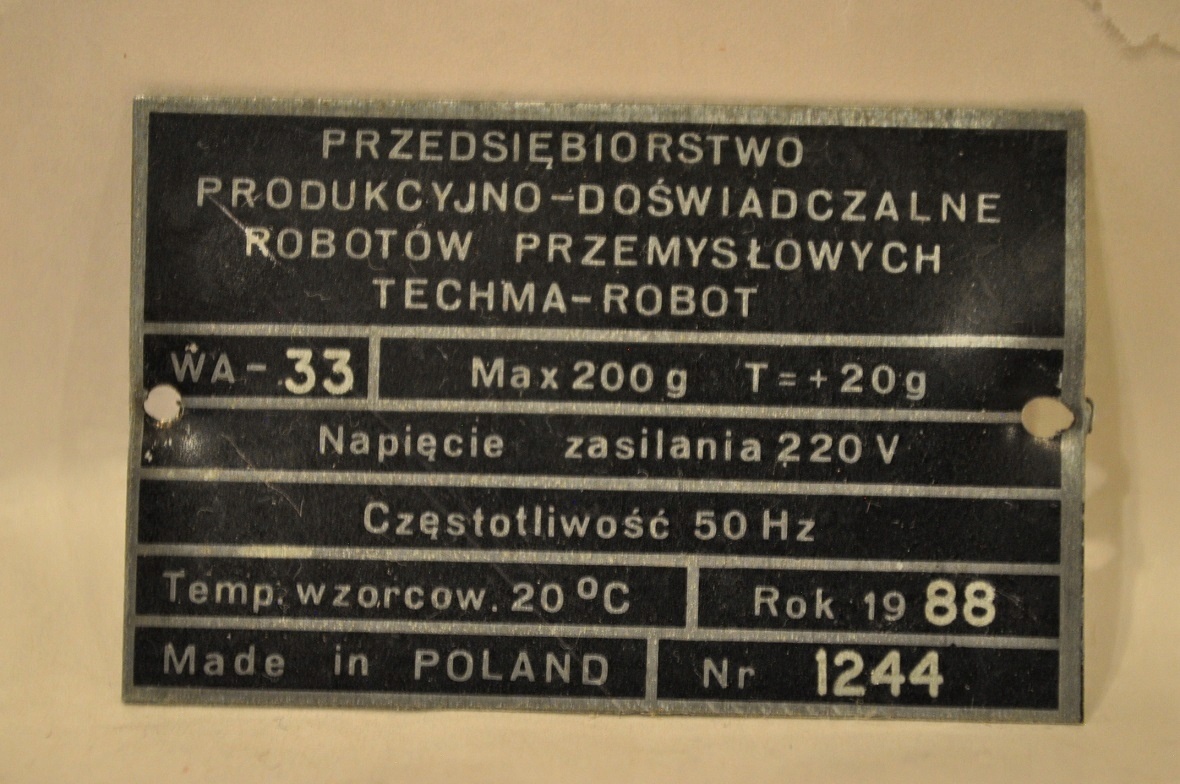 PRZEDSIĘBIORSTWO
PRODUKCYJNO-DOŚWIADCZALNE
ROBOTÓW PRZEMYSŁOWYCH
TECHMA-ROBOT
WA-33 Max 200 g T=+20g
Napięcie zasilania 220 V
Częstotliwość 50 Hz
Temp. wzorcow. 20 °C Rok 1988
Made in POLAND Nr 1244